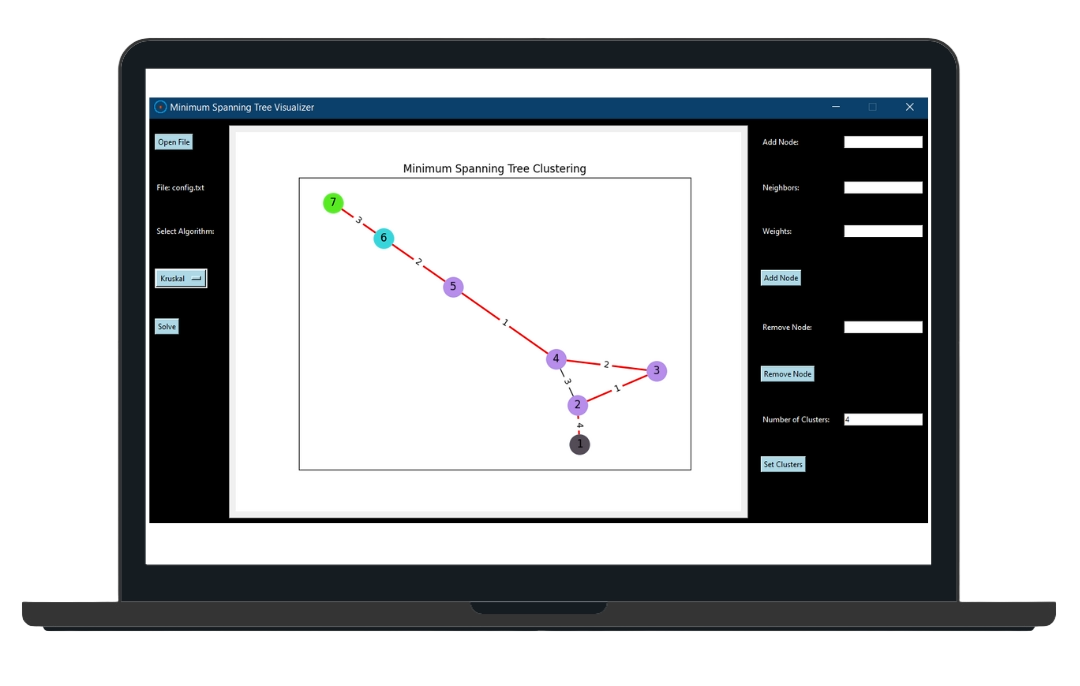 Minimum Spanning Tree Visualizer
Open File
File: config.txt
Select Algorithm:
Kruskal
Solve
Minimum Spanning Tree Clustering
7
3
6
2
5
1
4
2
3
3
1
2
4
1
Add Node:
Neighbors:
Weights:
Add Node
Remove Node:
Remove Node
Number of Clusters: 4
Set Clusters